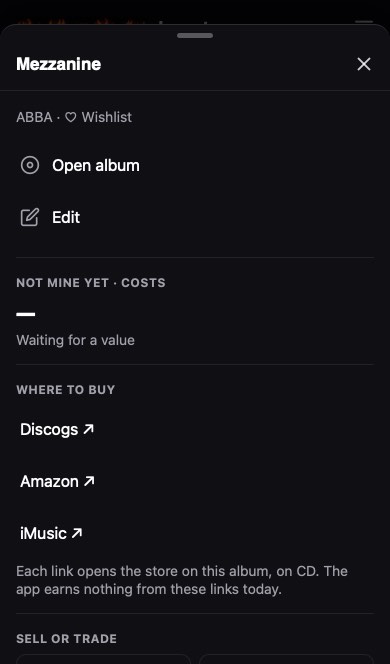 Mezzanine
ABBA · ♡ Wishlist
Open album
Edit
NOT MINE YET · COSTS
—
Waiting for a value
WHERE TO BUY
Discogs ↗
Amazon ↗
iMusic ↗
Each link opens the store on this album, on CD. The
app earns nothing from these links today.
SELL OR TRADE